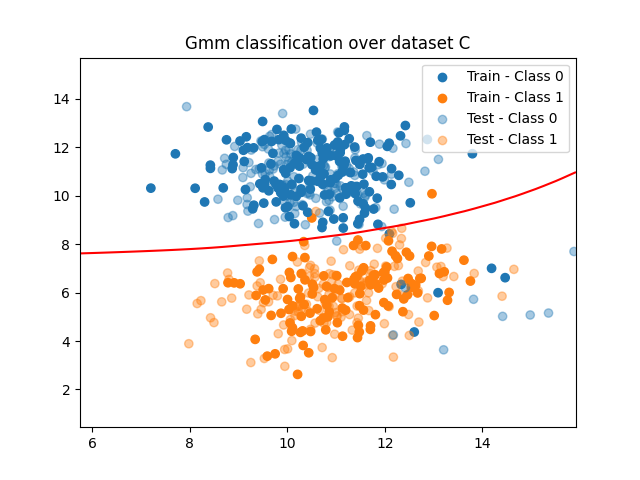 Gmm classification over dataset C
Train - Class 0
Train - Class 1
Test - Class 0
Test - Class 1
14
12
10
8
6
4
2
6 8 10 12 14